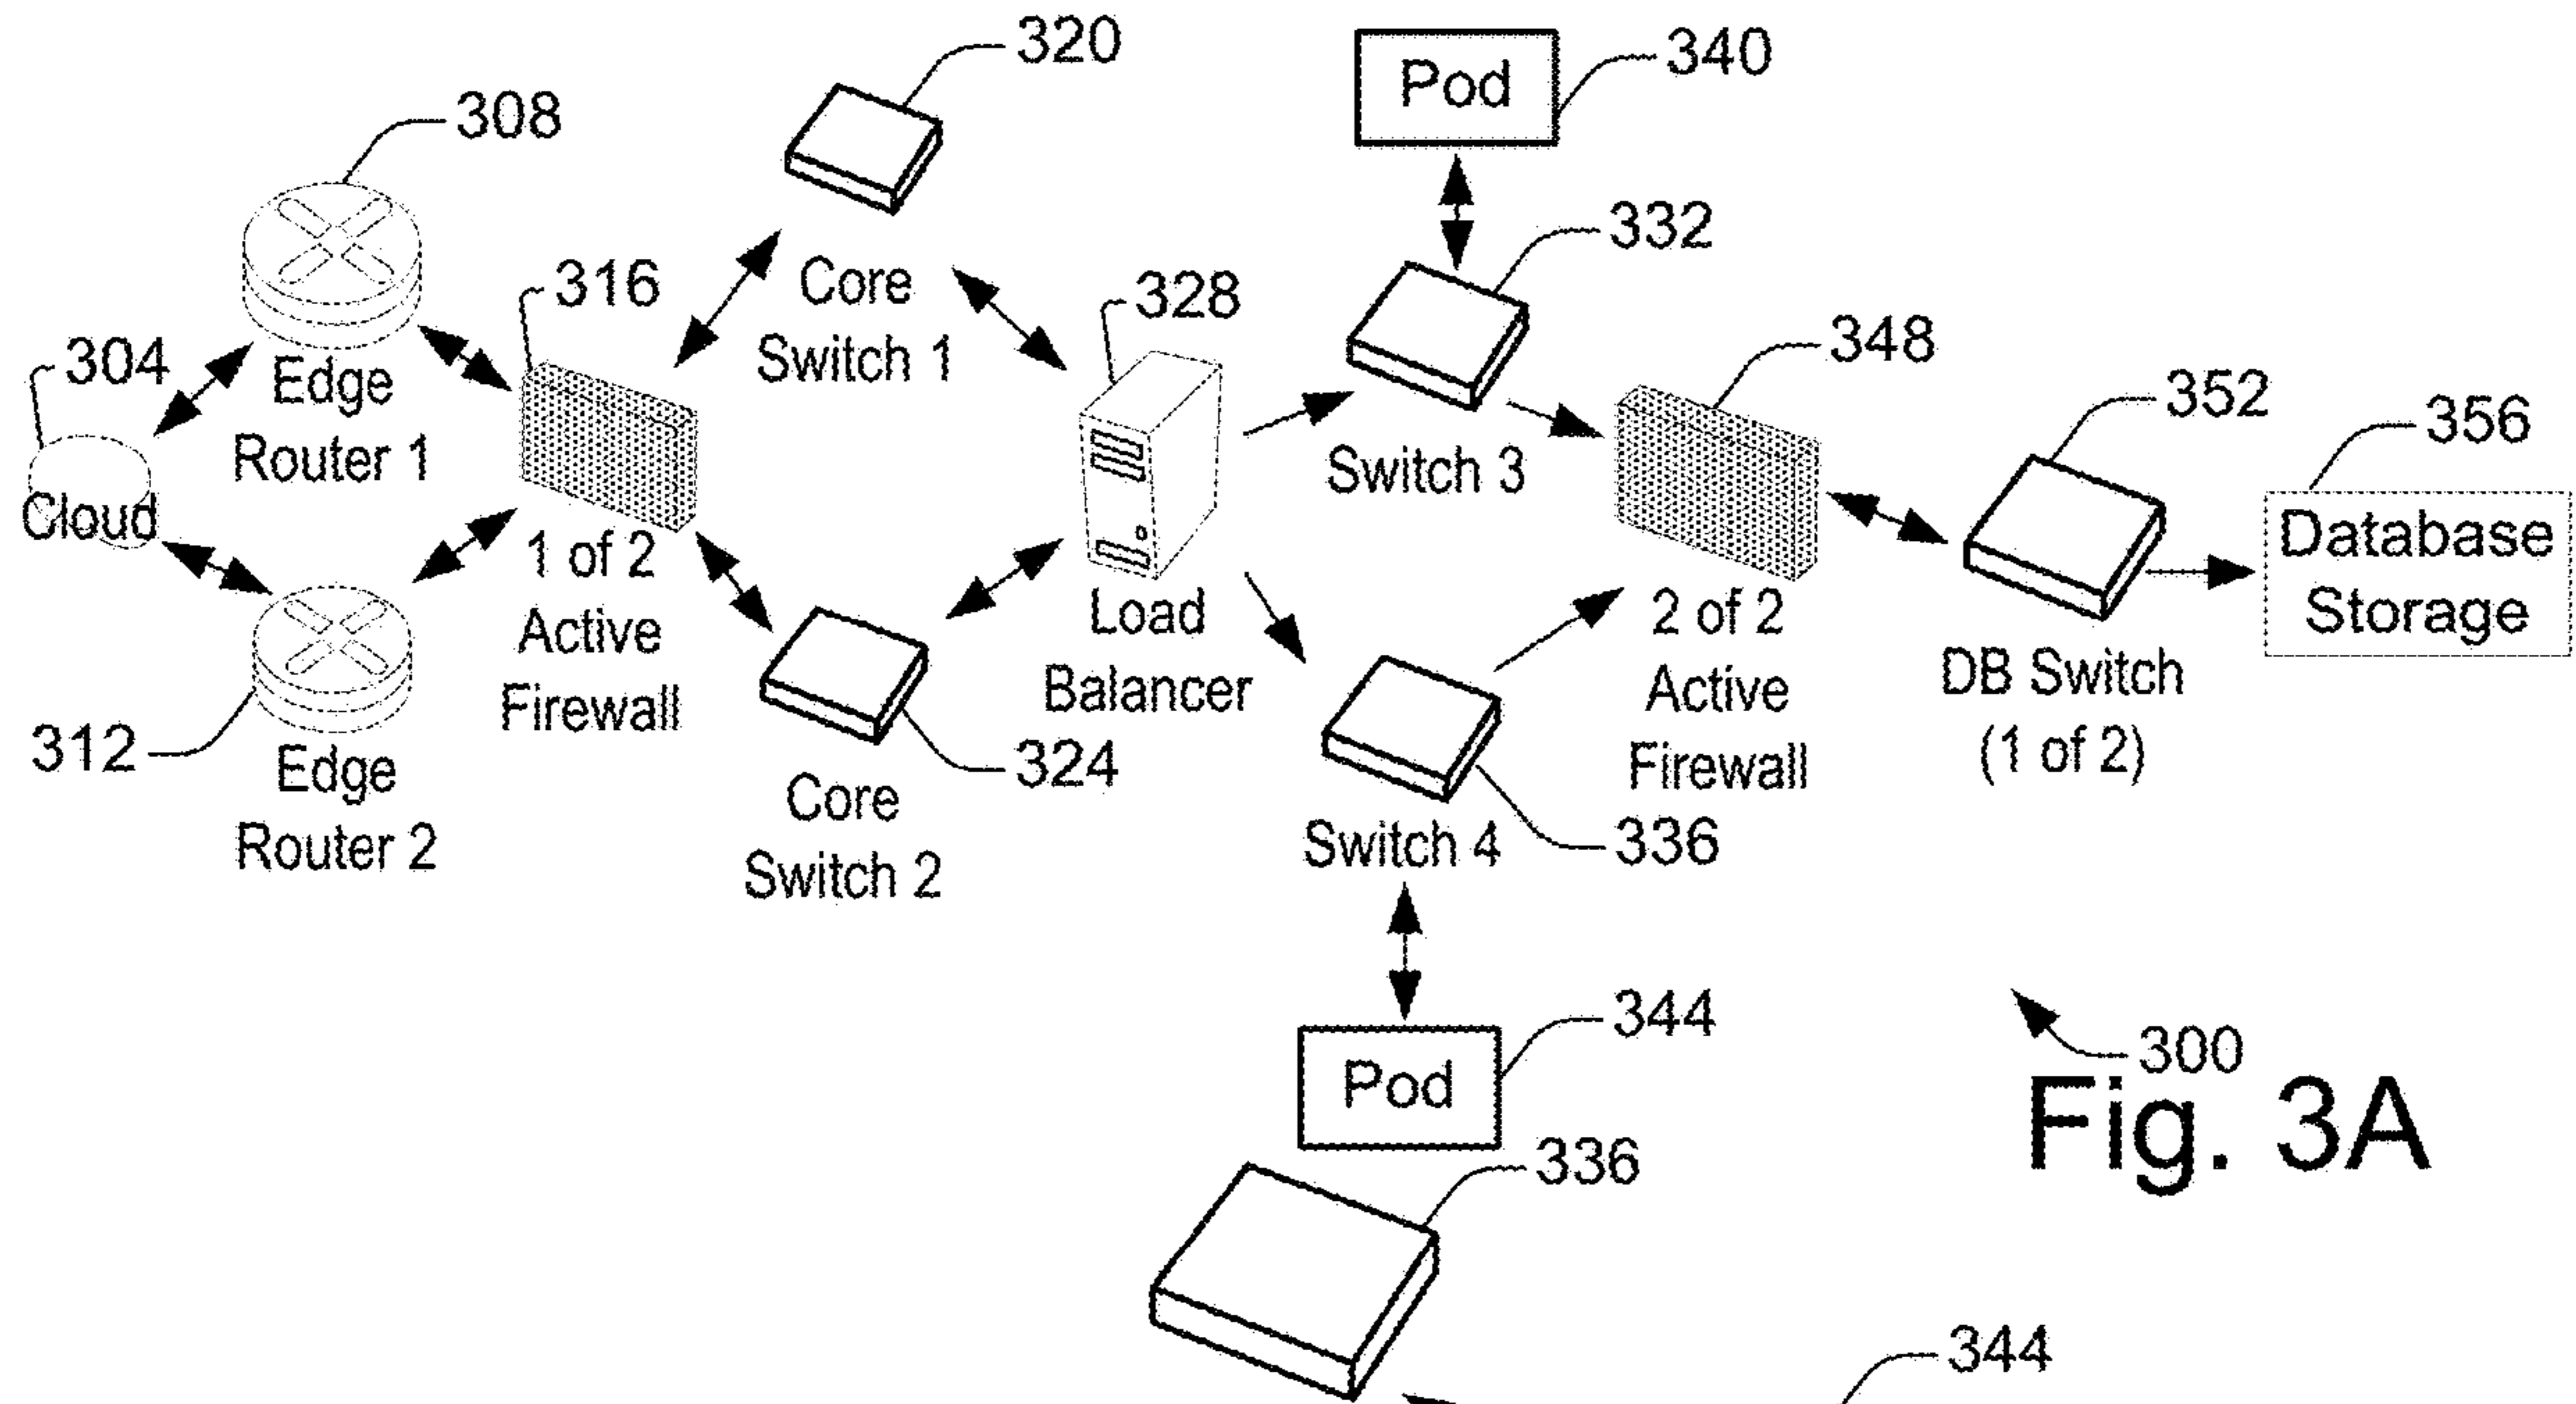 320
Pod
340
308
332
Core
Switch 1
316
328
348
304
Edge
Router 1
352
356
Switch 3
Cloud
Database
Storage
1 of 2
Active
Firewall
Load
Balancer
2 of 2
Active
Firewall
DB Switch
(1 of 2)
312
Edge
Router 2
324
Core
Switch 2
Switch 4
336
344
Pod
300
Fig. 3A
336
344